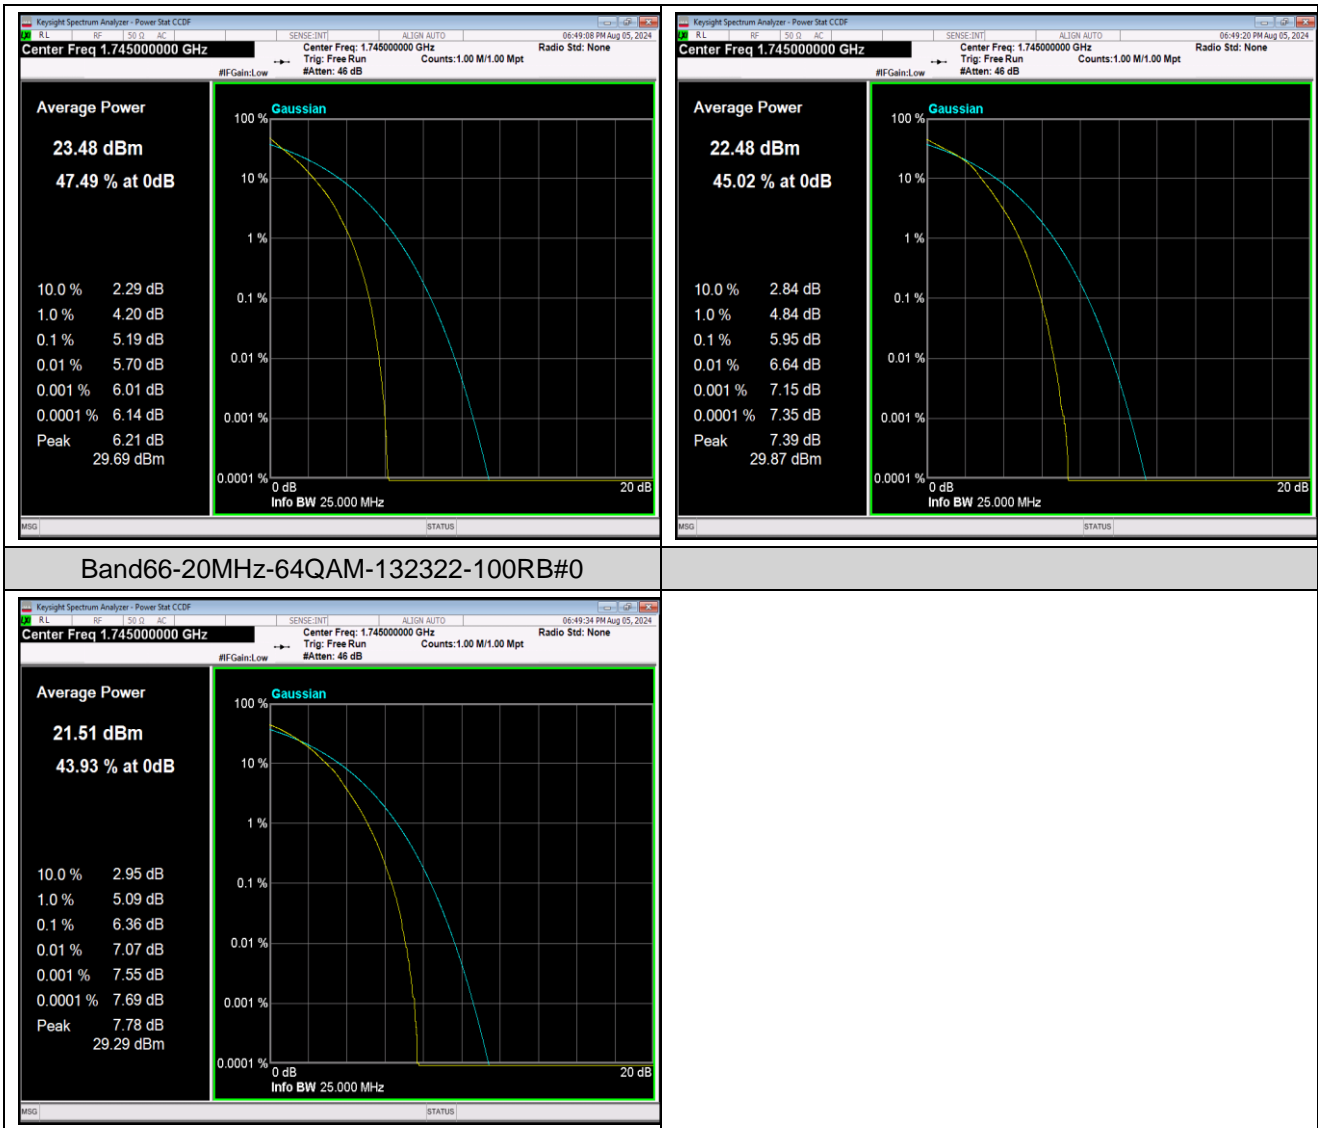 Keysight Spectrum Analyzer - Power Stat CCDF
RL RF 50 Ω AC SENSE:INT ALIGN AUTO 06:49:08 PM Aug 05, 2024
Center Freq 1.745000000 GHz Center Freq: 1.745000000 GHz Radio Std: None
Trig: Free Run Counts:1.00 M/1.00 Mpt
#IFGain:Low #Atten: 46 dB
Average Power
23.48 dBm
47.49 % at 0dB
10.0 % 2.29 dB
1.0 % 4.20 dB
0.1 % 5.19 dB
0.01 % 5.70 dB
0.001 % 6.01 dB
0.0001 % 6.14 dB
Peak 6.21 dB
29.69 dBm
Gaussian
100 %
10 %
1 %
0.1 %
0.01 %
0.001 %
0.0001 %
0 dB 20 dB
Info BW 25.000 MHz
MSG STATUS
Keysight Spectrum Analyzer - Power Stat CCDF
RL RF 50 Ω AC SENSE:INT ALIGN AUTO 06:49:20 PM Aug 05, 2024
Center Freq 1.745000000 GHz Center Freq: 1.745000000 GHz Radio Std: None
Trig: Free Run Counts:1.00 M/1.00 Mpt
#IFGain:Low #Atten: 46 dB
Average Power
22.48 dBm
45.02 % at 0dB
10.0 % 2.84 dB
1.0 % 4.84 dB
0.1 % 5.95 dB
0.01 % 6.64 dB
0.001 % 7.15 dB
0.0001 % 7.35 dB
Peak 7.39 dB
29.87 dBm
Gaussian
100 %
10 %
1 %
0.1 %
0.01 %
0.001 %
0.0001 %
0 dB 20 dB
Info BW 25.000 MHz
MSG STATUS
Band66-20MHz-64QAM-132322-100RB#0
Keysight Spectrum Analyzer - Power Stat CCDF
RL RF 50 Ω AC SENSE:INT ALIGN AUTO 06:49:34 PM Aug 05, 2024
Center Freq 1.745000000 GHz Center Freq: 1.745000000 GHz Radio Std: None
Trig: Free Run Counts:1.00 M/1.00 Mpt
#IFGain:Low #Atten: 46 dB
Average Power
21.51 dBm
43.93 % at 0dB
10.0 % 2.95 dB
1.0 % 5.09 dB
0.1 % 6.36 dB
0.01 % 7.07 dB
0.001 % 7.55 dB
0.0001 % 7.69 dB
Peak 7.78 dB
29.29 dBm
Gaussian
100 %
10 %
1 %
0.1 %
0.01 %
0.001 %
0.0001 %
0 dB 20 dB
Info BW 25.000 MHz
MSG STATUS